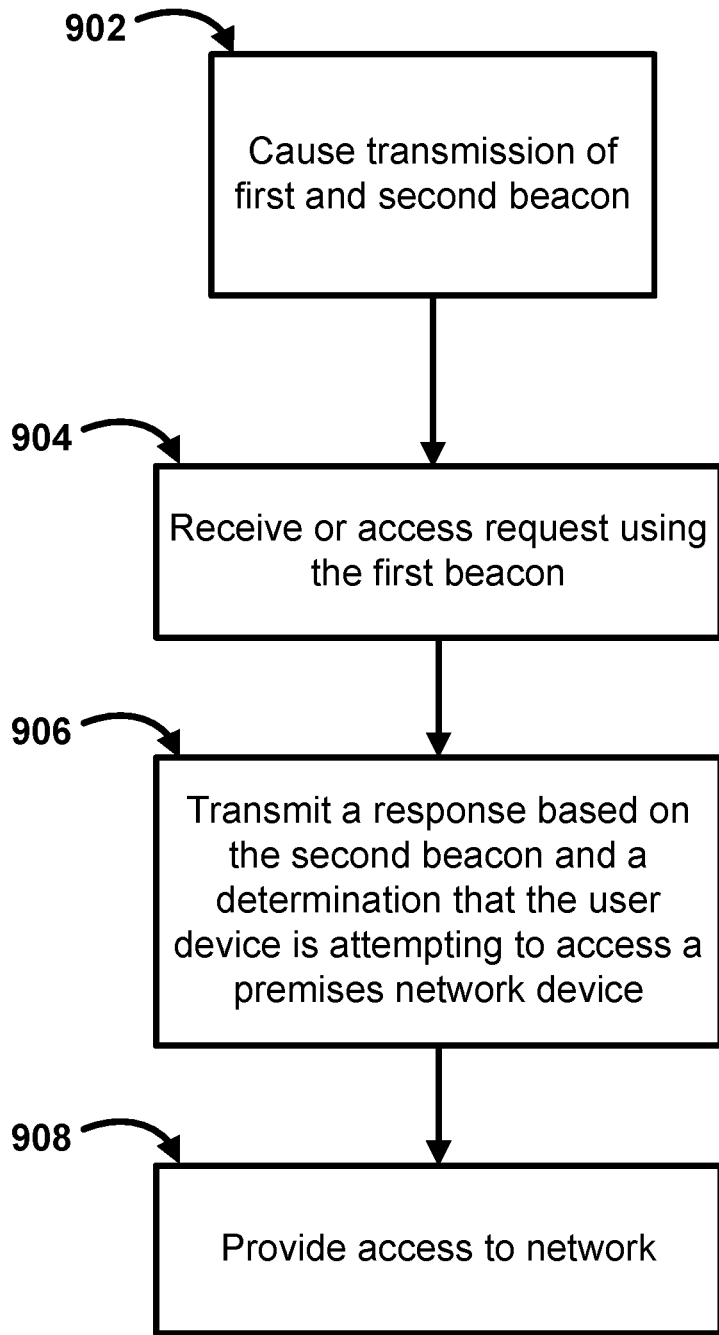 902
Cause transmission of
first and second beacon
904
Receive or access request using
the first beacon
906
Transmit a response based on
the second beacon and a
determination that the user
device is attempting to access a
premises network device
908
Provide access to network